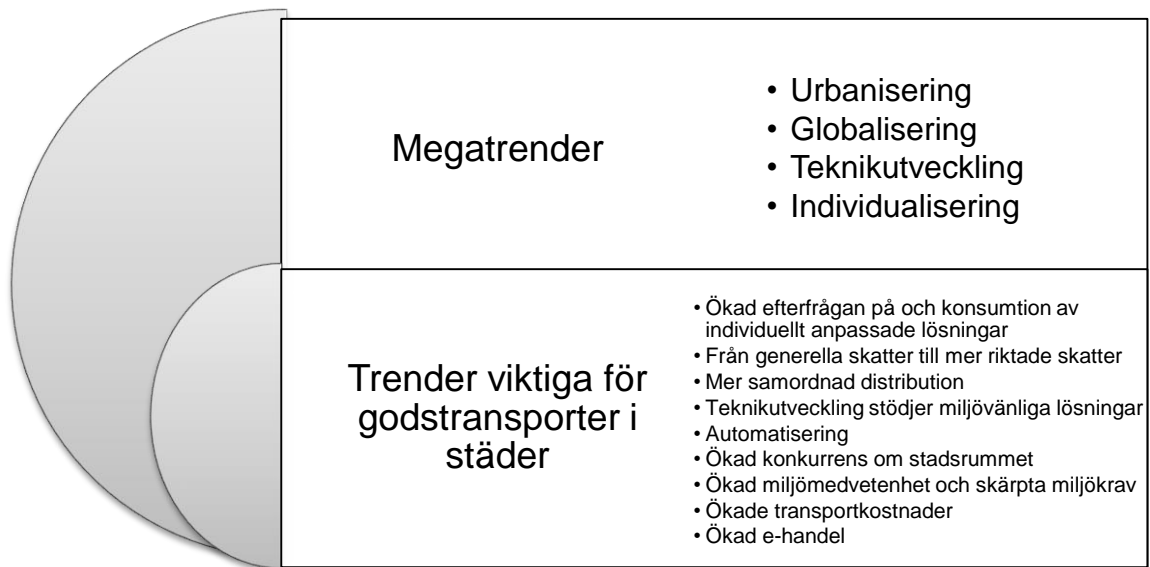 Megatrender
• Urbanisering
• Globalisering
• Teknikutveckling
• Individualisering
Trender viktiga för
godstransporter i
städer
• Ökad efterfrågan på och konsumtion av
individuellt anpassade lösningar
• Från generella skatter till mer riktade skatter
• Mer samordnad distribution
• Teknikutveckling stödjer miljövänliga lösningar
• Automatisering
• Ökad konkurrens om stadsrummet
• Ökad miljömedvetenhet och skärpta miljökrav
• Ökade transportkostnader
• Ökad e-handel